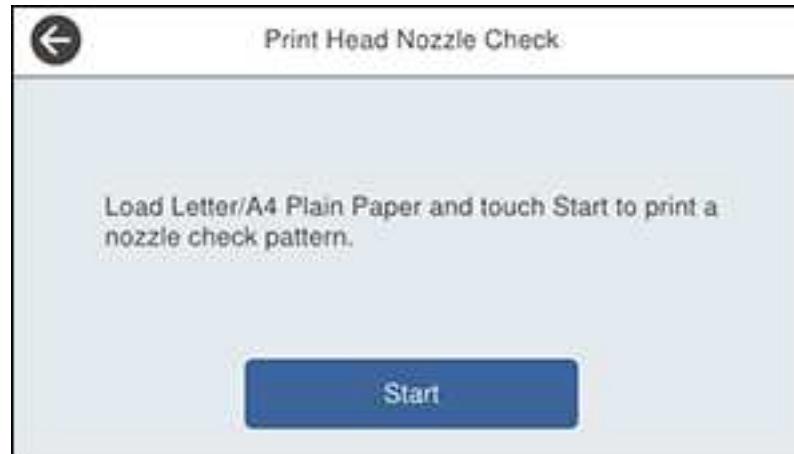 Print Head Nozzle Check
Load Letter/A4 Plain Paper and touch Start to print a
nozzle check pattern.
Start